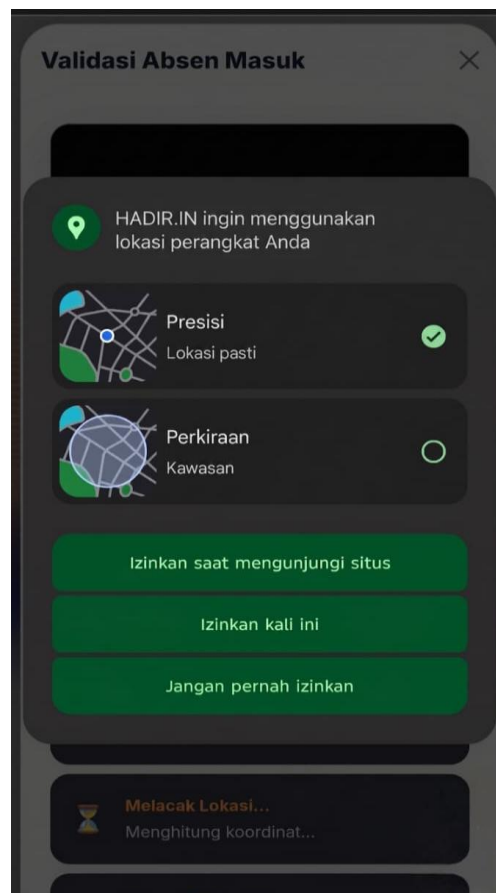 Validasi Absen Masuk
HADIR.IN ingin menggunakan
lokasi perangkat Anda
Presisi
Lokasi pasti
Perkiraan
Kawasan
Izinkan saat mengunjungi situs
Izinkan kali ini
Jangan pernah izinkan
Melacak Lokasi...
Menghitung koordinat...